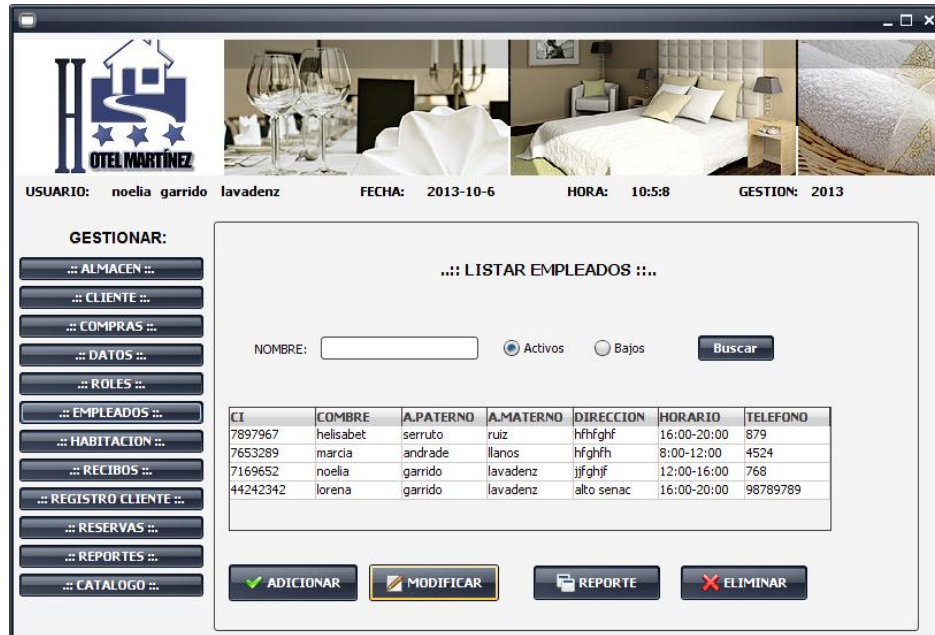 H
OTEL MARTÍNEZ
USUARIO: noelia garrido lavadenz FECHA: 2013-10-6 HORA: 10:5:8 GESTION: 2013
GESTIONAR:
.:: ALMACEN ::.
.:: CLIENTE ::.
.:: COMPRAS ::.
.:: DATOS ::.
.:: ROLES ::.
.:: EMPLEADOS ::.
.:: HABITACION ::.
.:: RECIBOS ::.
.:: REGISTRO CLIENTE ::.
.:: RESERVAS ::.
.:: REPORTES ::.
.:: CATALOGO ::.
..:: LISTAR EMPLEADOS ::..
NOMBRE: Activos Bajos Buscar
CI COMBRE A.PATERNO A.MATERNO DIRECCION HORARIO TELEFONO
7897967 helisabet serruto ruiz hfhfghf 16:00-20:00 879
7653289 marcia andrade llanos hfghfh 8:00-12:00 4524
7169652 noelia garrido lavadenz jjfghjf 12:00-16:00 768
44242342 lorena garrido lavadenz alto senac 16:00-20:00 98789789
ADICIONAR MODIFICAR REPORTE ELIMINAR